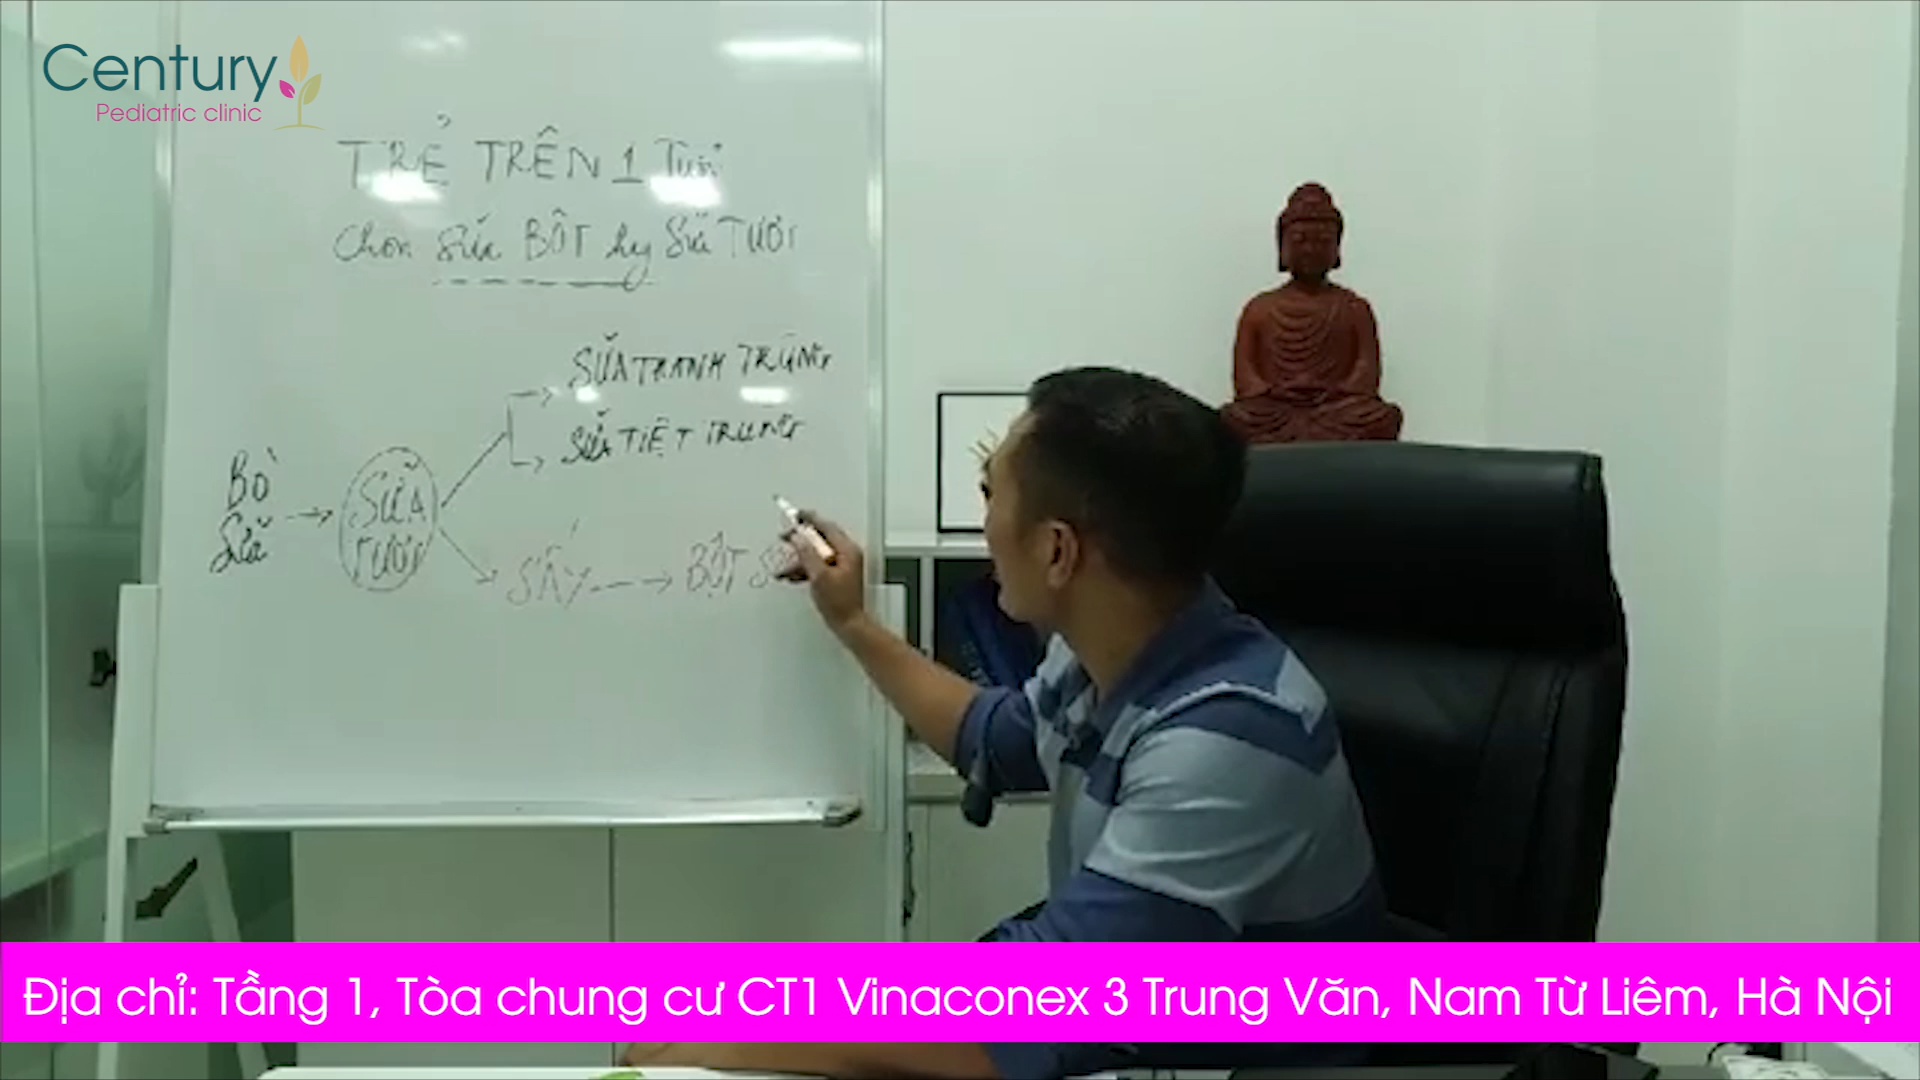 Century
Pediatric clinic
TRẺ TRÊN 1 Tuổi
Chọn sữa BỘT hay Sữa TƯƠI
SỮA THANH TRÙNG
SỮA TIỆT TRÙNG
BÒ
Sữa
SỮA
TƯƠI
SẤY
BỘT
Địa chỉ: Tầng 1, Tòa chung cư CT1 Vinaconex 3 Trung Văn, Nam Từ Liêm, Hà Nội